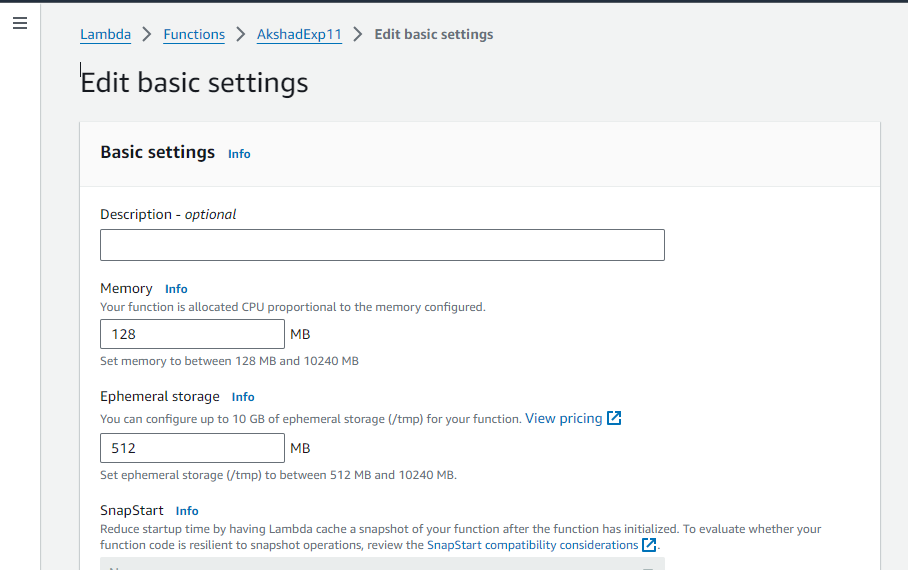 Lambda > Functions > AkshadExp11 > Edit basic settings
Edit basic settings
Basic settings Info
Description - optional
Memory Info
Your function is allocated CPU proportional to the memory configured.
128 MB
Set memory to between 128 MB and 10240 MB
Ephemeral storage Info
You can configure up to 10 GB of ephemeral storage (/tmp) for your function. View pricing
512 MB
Set ephemeral storage (/tmp) to between 512 MB and 10240 MB.
SnapStart Info
Reduce startup time by having Lambda cache a snapshot of your function after the function has initialized. To evaluate whether your
function code is resilient to snapshot operations, review the SnapStart compatibility considerations.